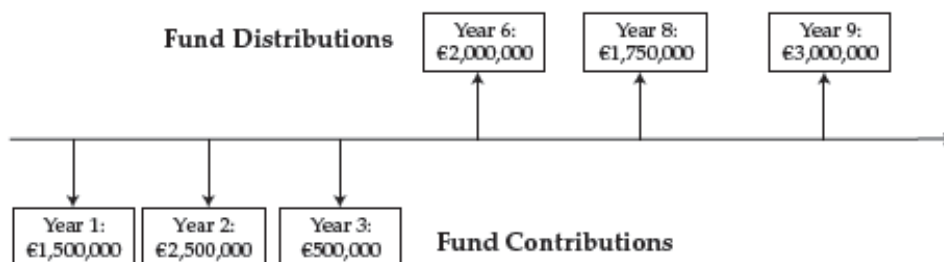 Fund Distributions
Year 6:
€2,000,000
Year 8:
€1,750,000
Year 9:
€3,000,000
Year 1:
€1,500,000
Year 2:
€2,500,000
Year 3:
€500,000
Fund Contributions